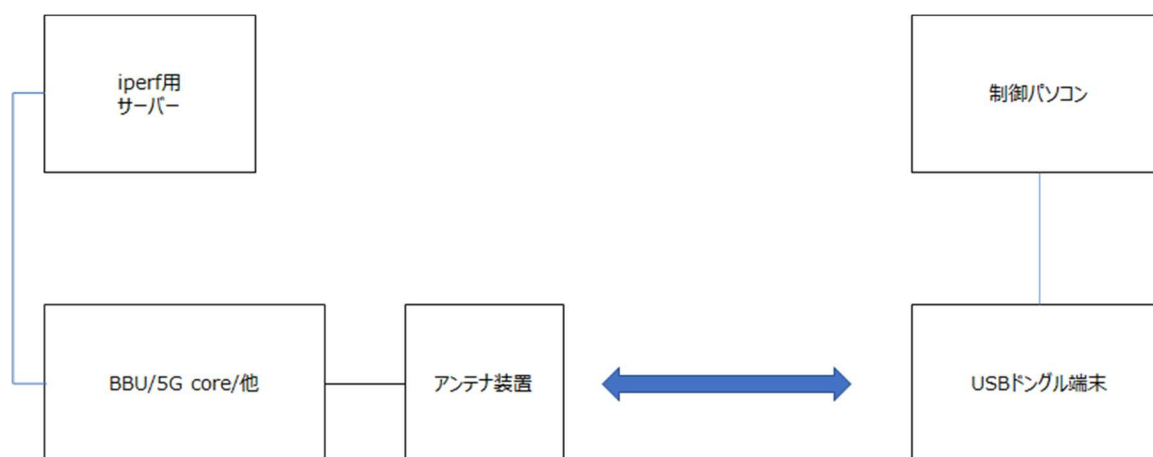 iperf用
サーバー
制御パソコン
BBU/5G core/他
アンテナ装置
USBドングル端末